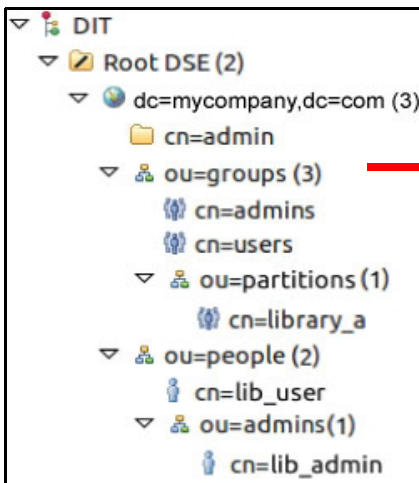 DIT
Root DSE (2)
dc=mycompany,dc=com (3)
cn=admin
ou=groups (3)
cn=admins
cn=users
ou=partitions (1)
cn=library_a
ou=people (2)
cn=lib_user
ou=admins(1)
cn=lib_admin